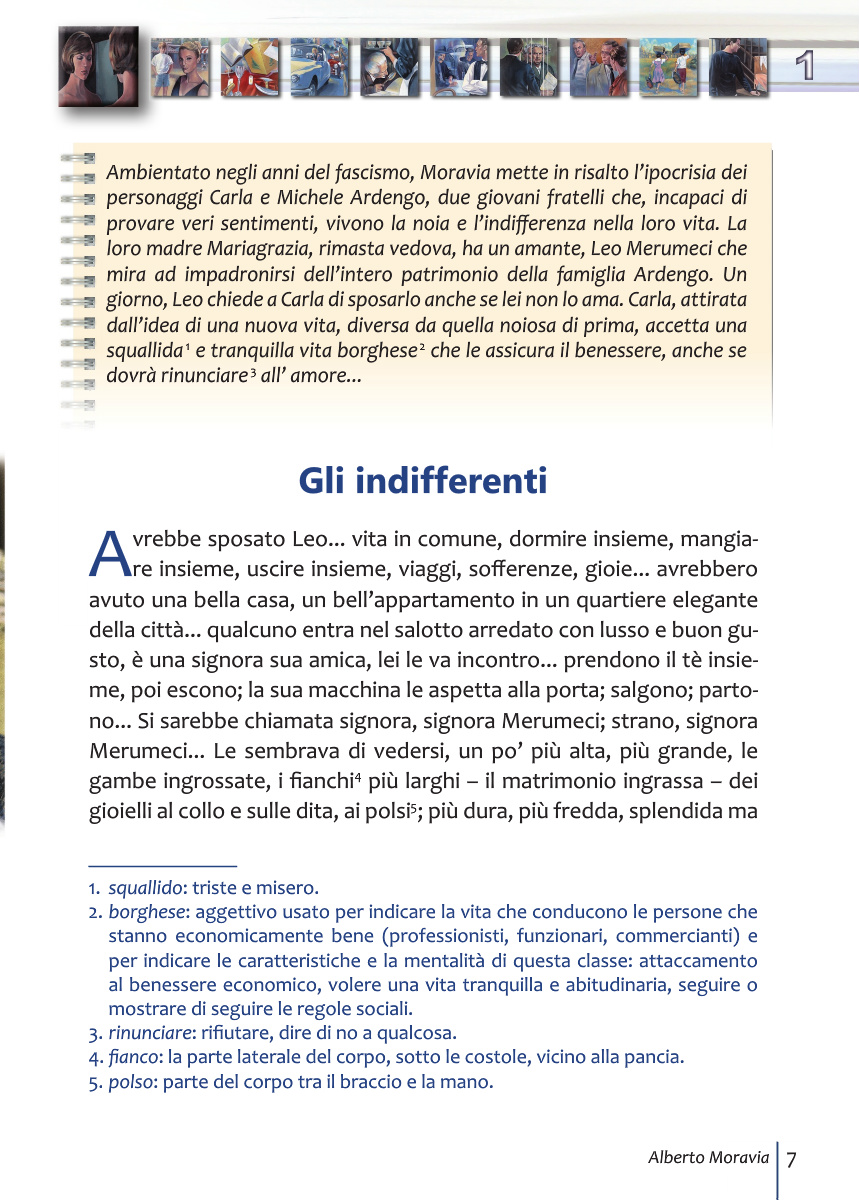 1
Ambientato negli anni del fascismo, Moravia mette in risalto l'ipocrisia dei
personaggi Carla e Michele Ardengo, due giovani fratelli che, incapaci di
provare veri sentimenti, vivono la noia e l'indifferenza nella loro vita. La
loro madre Mariagrazia, rimasta vedova, ha un amante, Leo Merumeci che
mira ad impadronirsi dell'intero patrimonio della famiglia Ardengo. Un
giorno, Leo chiede a Carla di sposarlo anche se lei non lo ama. Carla, attirata
dall'idea di una nuova vita, diversa da quella noiosa di prima, accetta una
squallida¹ e tranquilla vita borghese² che le assicura il benessere, anche se
dovrà rinunciare³ all' amore...
Gli indifferenti
Avrebbe sposato Leo... vita in comune, dormire insieme, mangia-
re insieme, uscire insieme, viaggi, sofferenze, gioie... avrebbero
avuto una bella casa, un bell'appartamento in un quartiere elegante
della città... qualcuno entra nel salotto arredato con lusso e buon gu-
sto, è una signora sua amica, lei le va incontro... prendono il tè insie-
me, poi escono; la sua macchina le aspetta alla porta; salgono; parto-
no... Si sarebbe chiamata signora, signora Merumeci; strano, signora
Merumeci... Le sembrava di vedersi, un po' più alta, più grande, le
gambe ingrossate, i fianchi⁴ più larghi – il matrimonio ingrassa – dei
gioielli al collo e sulle dita, ai polsi⁵; più dura, più fredda, splendida ma
1. squallido: triste e misero.
2. borghese: aggettivo usato per indicare la vita che conducono le persone che
stanno economicamente bene (professionisti, funzionari, commercianti) e
per indicare le caratteristiche e la mentalità di questa classe: attaccamento
al benessere economico, volere una vita tranquilla e abitudinaria, seguire o
mostrare di seguire le regole sociali.
3. rinunciare: rifiutare, dire di no a qualcosa.
4. fianco: la parte laterale del corpo, sotto le costole, vicino alla pancia.
5. polso: parte del corpo tra il braccio e la mano.
Alberto Moravia 7